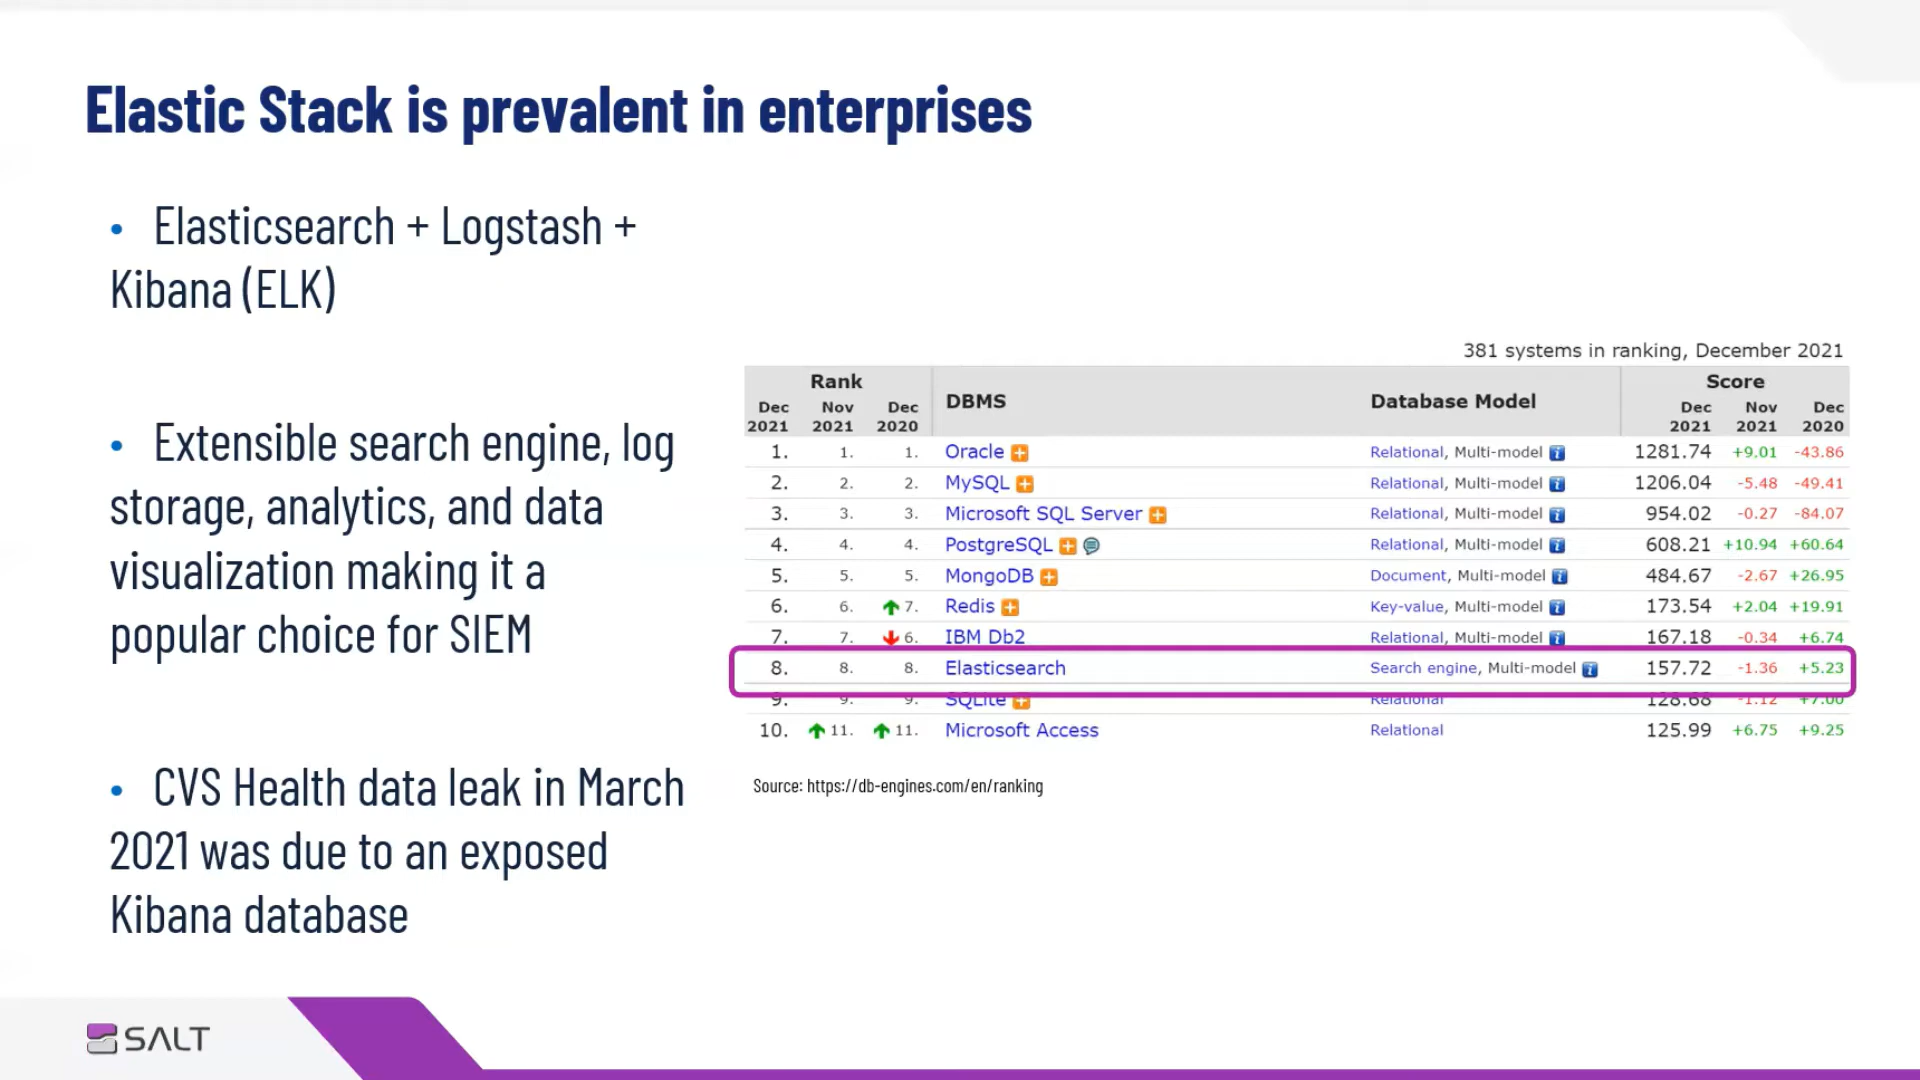 Elastic Stack is prevalent in enterprises
• Elasticsearch + Logstash +
Kibana (ELK)
• Extensible search engine, log
storage, analytics, and data
visualization making it a
popular choice for SIEM
• CVS Health data leak in March
2021 was due to an exposed
Kibana database
381 systems in ranking, December 2021
Rank DBMS Database Model Score
Dec 2021 Nov 2021 Dec 2020 Dec 2021 Nov 2021 Dec 2020
1. 1. 1. Oracle Relational, Multi-model 1281.74 +9.01 -43.86
2. 2. 2. MySQL Relational, Multi-model 1206.04 -5.48 -49.41
3. 3. 3. Microsoft SQL Server Relational, Multi-model 954.02 -0.27 -84.07
4. 4. 4. PostgreSQL Relational, Multi-model 608.21 +10.94 +60.64
5. 5. 5. MongoDB Document, Multi-model 484.67 -2.67 +26.95
6. 6. 7. Redis Key-value, Multi-model 173.54 +2.04 +19.91
7. 7. 6. IBM Db2 Relational, Multi-model 167.18 -0.34 +6.74
8. 8. 8. Elasticsearch Search engine, Multi-model 157.72 -1.36 +5.23
9. 9. 9. SQLite Relational 128.68 -1.12 +7.00
10. 11. 11. Microsoft Access Relational 125.99 +6.75 +9.25
Source: https://db-engines.com/en/ranking
SALT